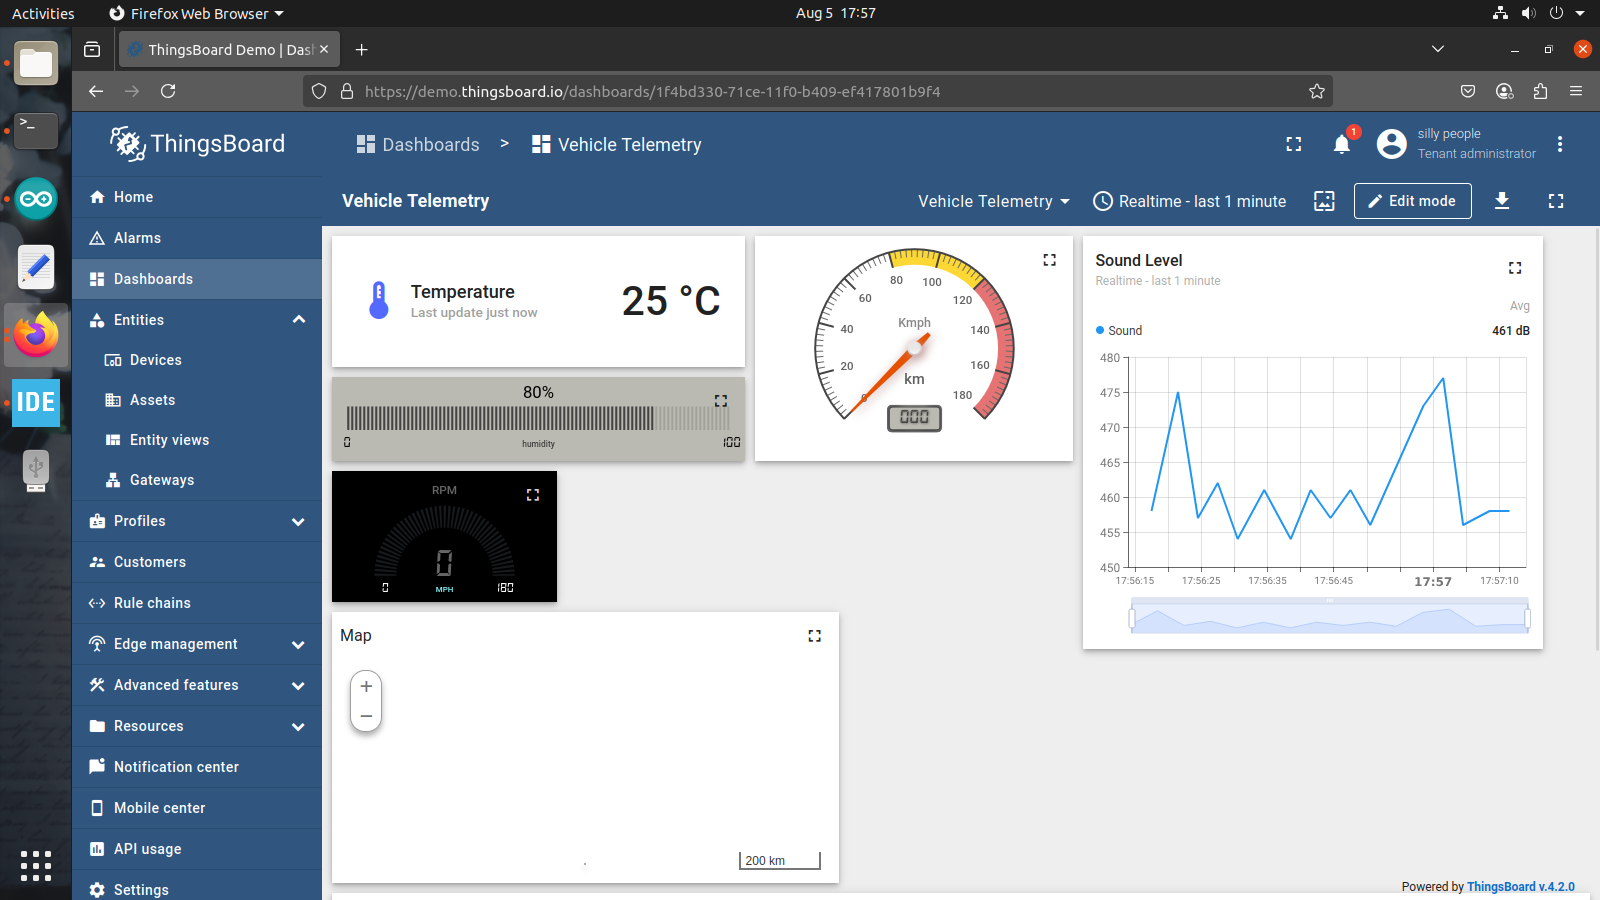 Activities
Firefox Web Browser
Aug 5 17:57
ThingsBoard Demo | Das
https://demo.thingsboard.io/dashboards/1f4bd330-71ce-11f0-b409-ef417801b9f4
ThingsBoard
Dashboards > Vehicle Telemetry
1
silly people
Tenant administrator
Home
Alarms
Dashboards
Entities
Devices
Assets
Entity views
Gateways
Profiles
Customers
Rule chains
Edge management
Advanced features
Resources
Notification center
Mobile center
API usage
Settings
>_
IDE
Vehicle Telemetry
Vehicle Telemetry
Realtime - last 1 minute
Edit mode
Temperature
Last update just now
25 °C
80%
0
humidity
100
RPM
0
0
MPH
180
Kmph
km
0
20
40
60
80
100
120
140
160
180
000
Sound Level
Realtime - last 1 minute
Avg
Sound
461 dB
480
475
470
465
460
455
450
17:56:15
17:56:25
17:56:35
17:56:45
17:57
17:57:10
Map
+
−
200 km
Powered by ThingsBoard v.4.2.0